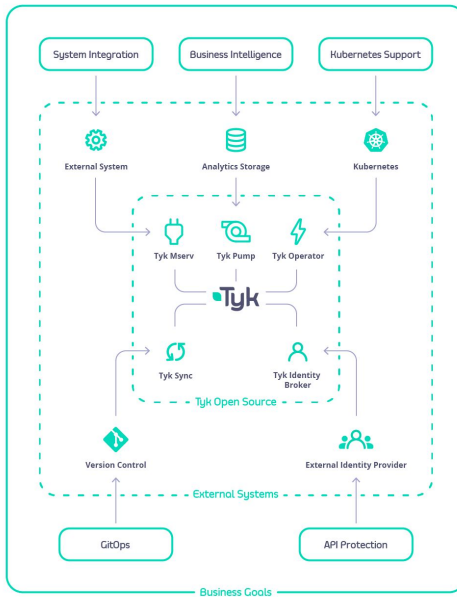 System Integration
Business Intelligence
Kubernetes Support
External System
Analytics Storage
Kubernetes
Tyk Mserv
Tyk Pump
Tyk Operator
Tyk
Tyk Sync
Tyk Identity
Broker
Tyk Open Source
Version Control
External Identity Provider
External Systems
GitOps
API Protection
Business Goals